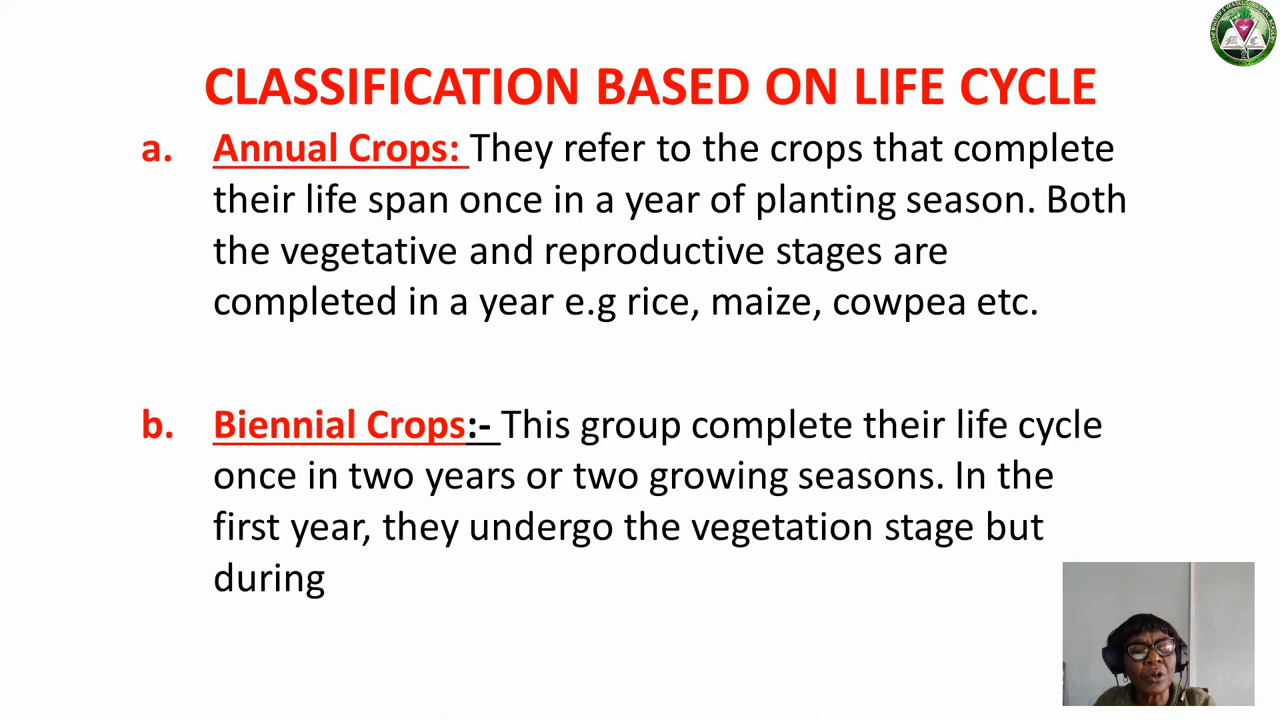 CLASSIFICATION BASED ON LIFE CYCLE
a. Annual Crops: They refer to the crops that complete
their life span once in a year of planting season. Both
the vegetative and reproductive stages are
completed in a year e.g rice, maize, cowpea etc.
b. Biennial Crops:- This group complete their life cycle
once in two years or two growing seasons. In the
first year, they undergo the vegetation stage but
during